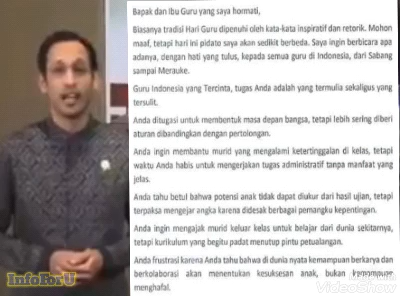 Bapak dan Ibu Guru yang saya hormati,
Biasanya tradisi Hari Guru dipenuhi oleh kata-kata inspiratif dan retorik. Mohon
maaf, tetapi hari ini pidato saya akan sedikit berbeda. Saya ingin berbicara apa
adanya, dengan hati yang tulus, kepada semua guru di Indonesia, dari Sabang
sampai Merauke.
Guru Indonesia yang Tercinta, tugas Anda adalah yang termulia sekaligus yang
tersulit.
Anda ditugasi untuk membentuk masa depan bangsa, tetapi lebih sering diberi
aturan dibandingkan dengan pertolongan.
Anda ingin membantu murid yang mengalami ketertinggalan di kelas, tetapi
waktu Anda habis untuk mengerjakan tugas administratif tanpa manfaat yang
jelas.
Anda tahu betul bahwa potensi anak tidak dapat diukur dari hasil ujian, tetapi
terpaksa mengejar angka karena didesak berbagai pemangku kepentingan.
Anda ingin mengajak murid keluar kelas untuk belajar dari dunia sekitarnya,
tetapi kurikulum yang begitu padat menutup pintu petualangan.
Anda frustrasi karena Anda tahu bahwa di dunia nyata kemampuan berkarya dan
berkolaborasi akan menentukan kesuksesan anak, bukan kemampuan
menghafal.
InfoForU
VideoShow